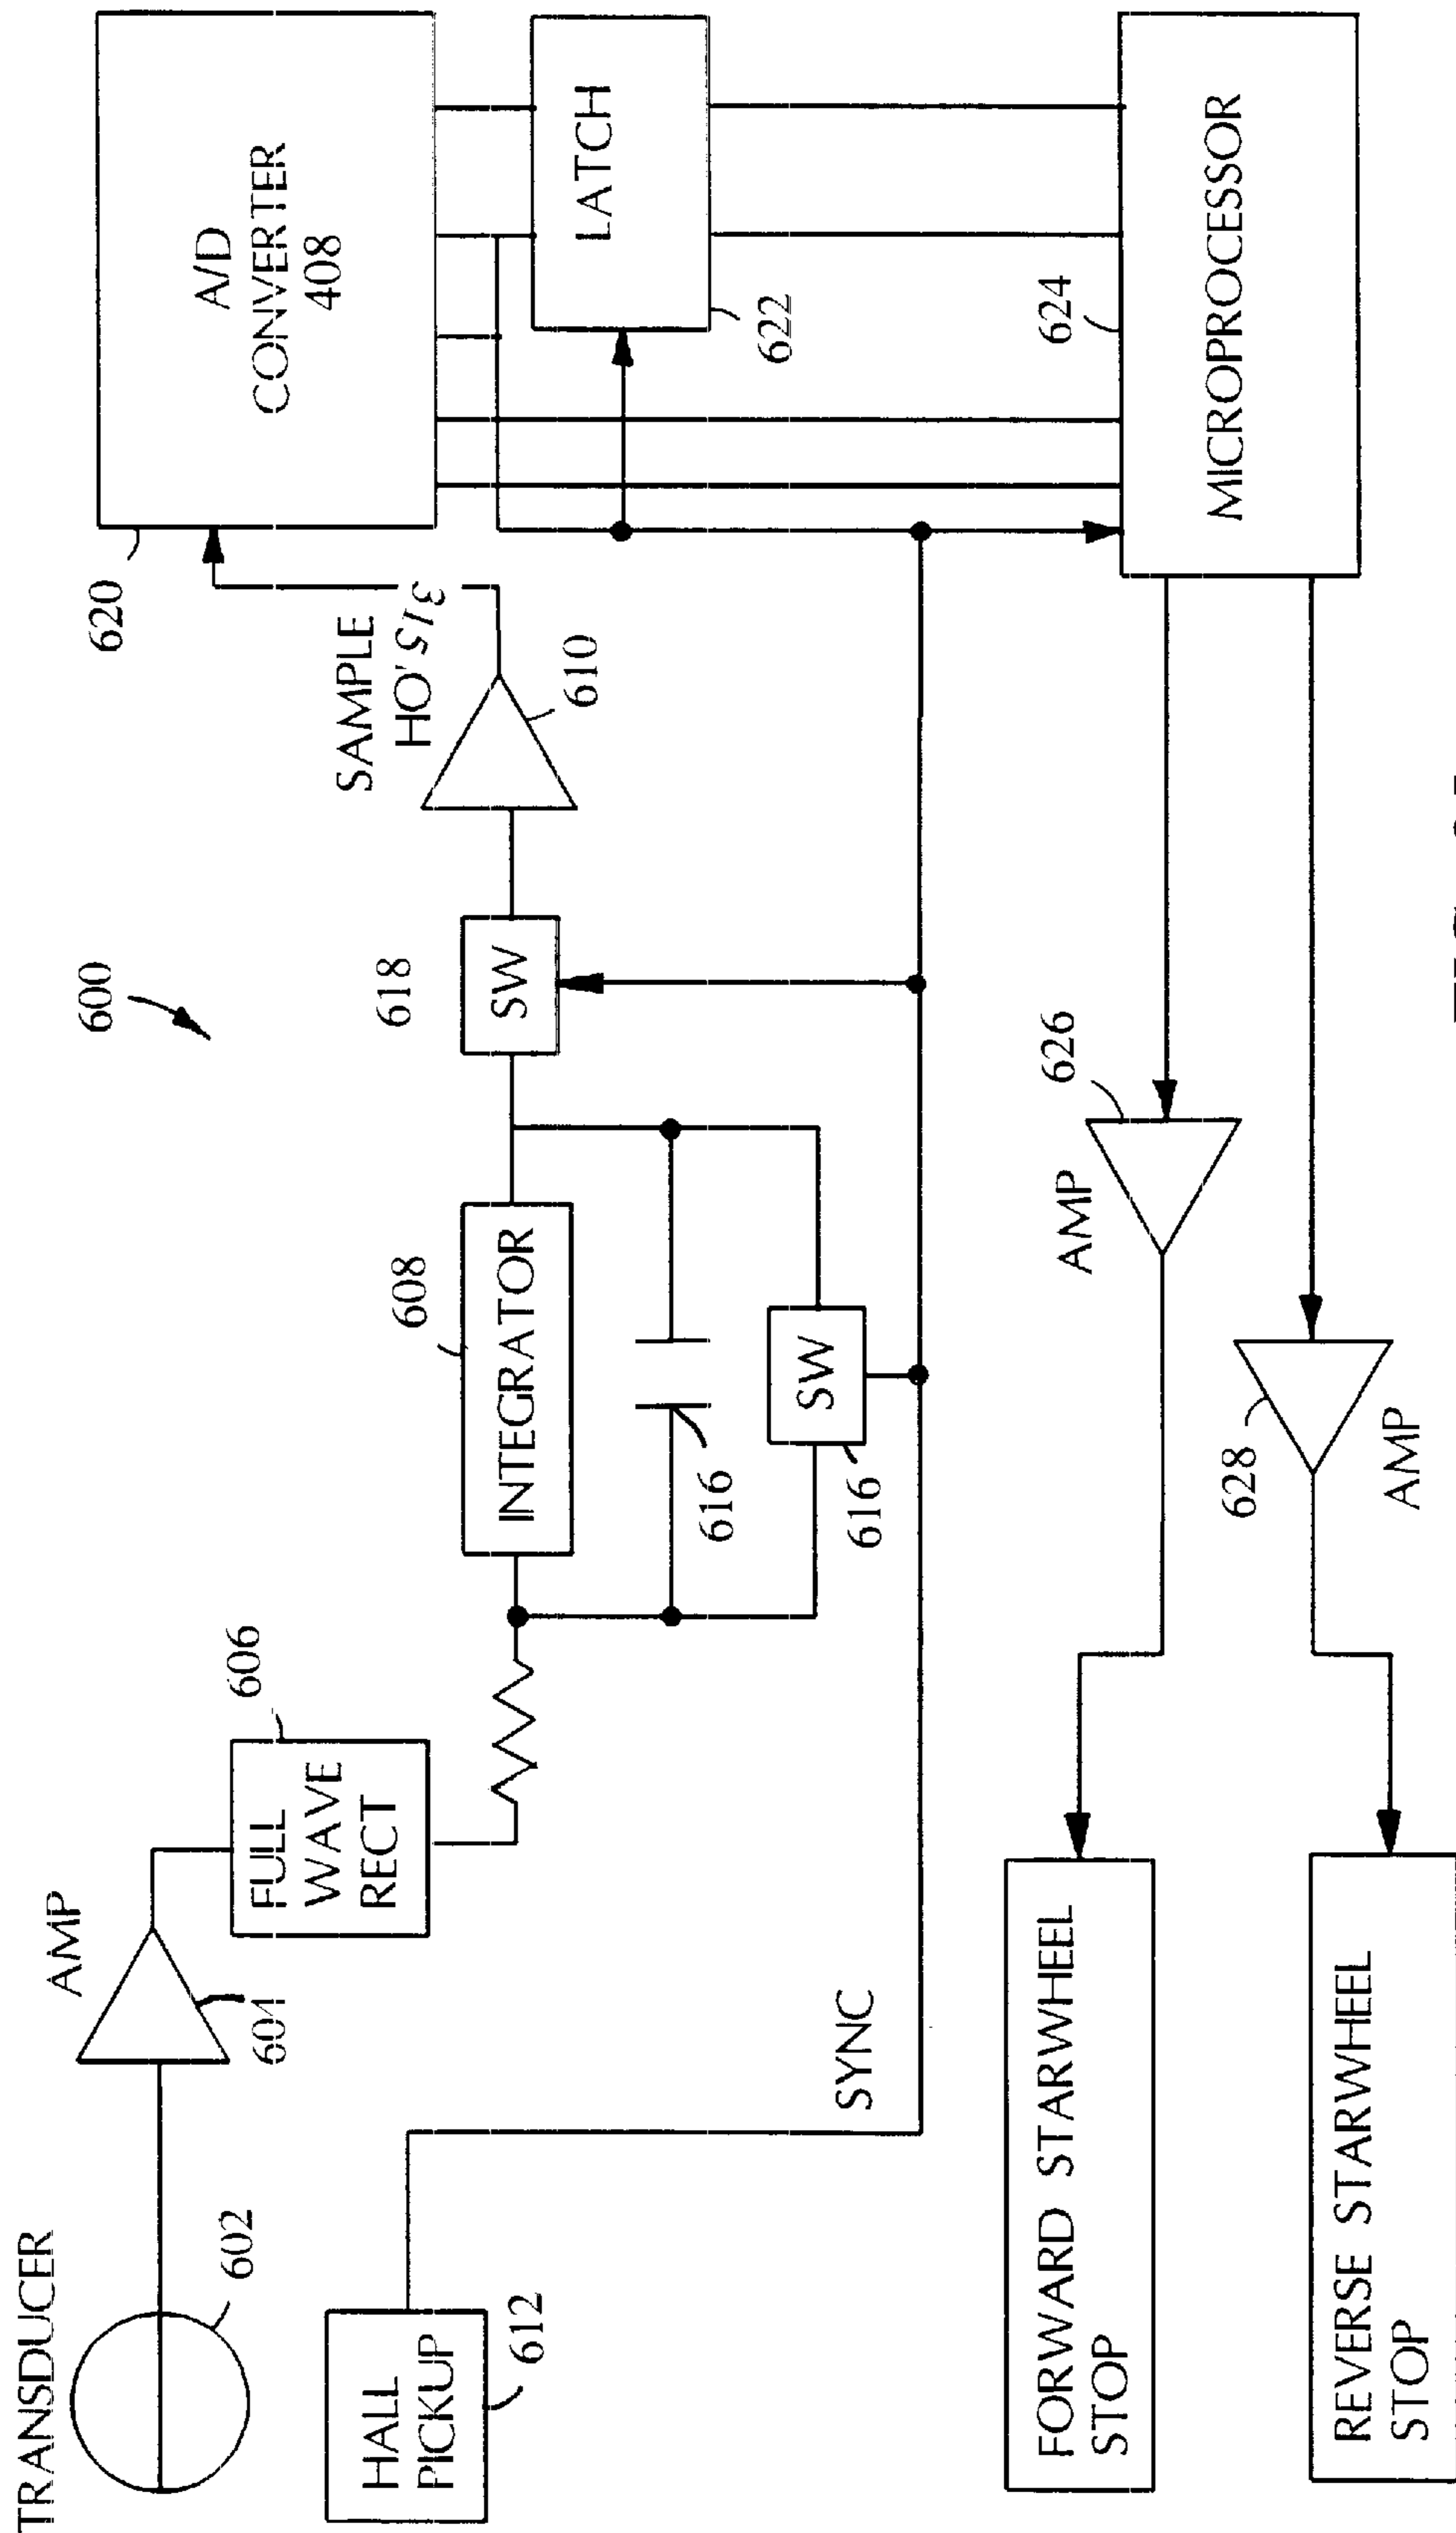 TRANSDUCER
602
AMP
604
FULL
WAVE
RECT
606
600
INTEGRATOR
608
616
SW
616
SW
618
SAMPLE
610
620
A/D
CONVERTER
408
LATCH
622
HALL
PICKUP
612
SYNC
624
MICROPROCESSOR
AMP
626
628
AMP
FORWARD STARWHEEL
STOP
REVERSE STARWHEEL
STOP